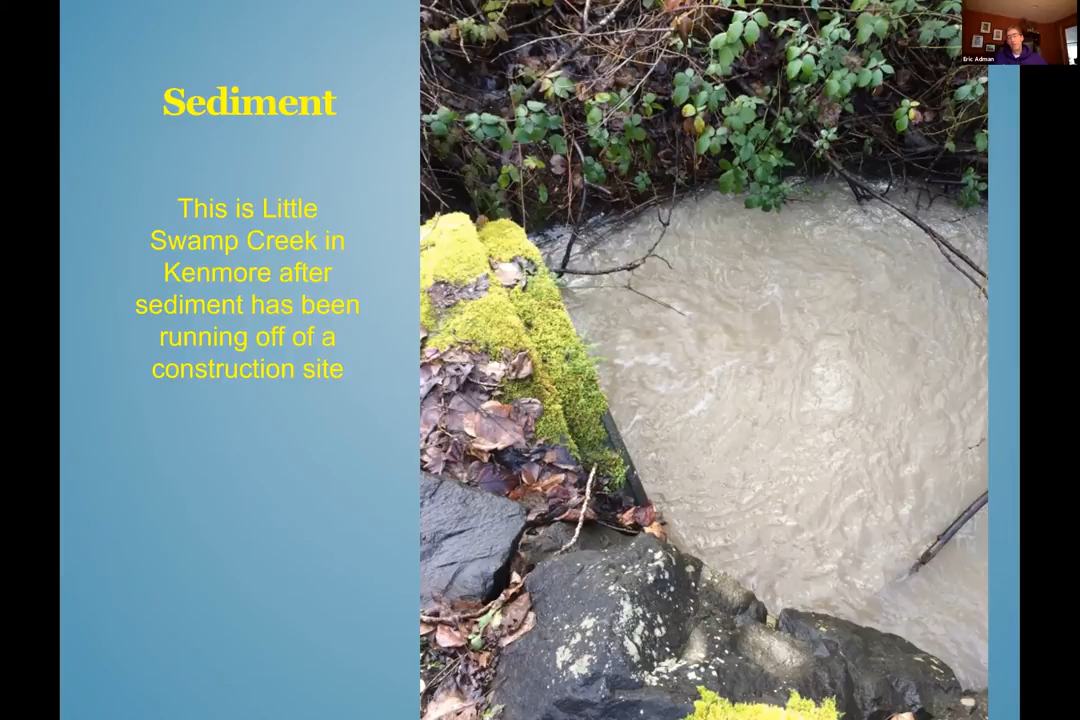 Sediment
This is Little
Swamp Creek in
Kenmore after
sediment has been
running off of a
construction site
Eric Adman